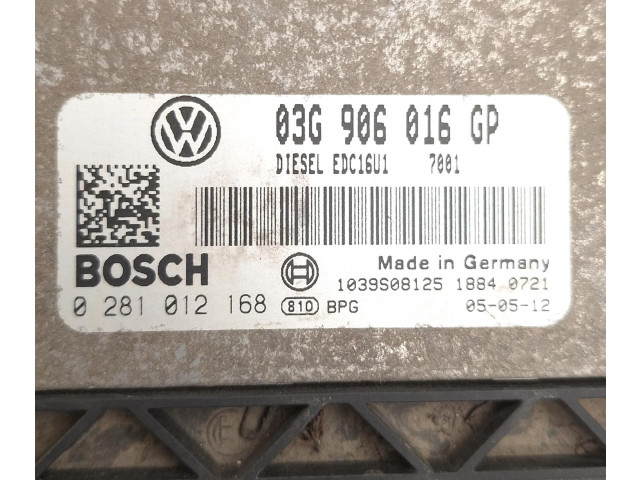 03G 906 016 GP
DIESEL EDC16U1 7001
BOSCH
Made in Germany
1039S08125 1884 0721
0 281 012 168 810 BPG 05-05-12